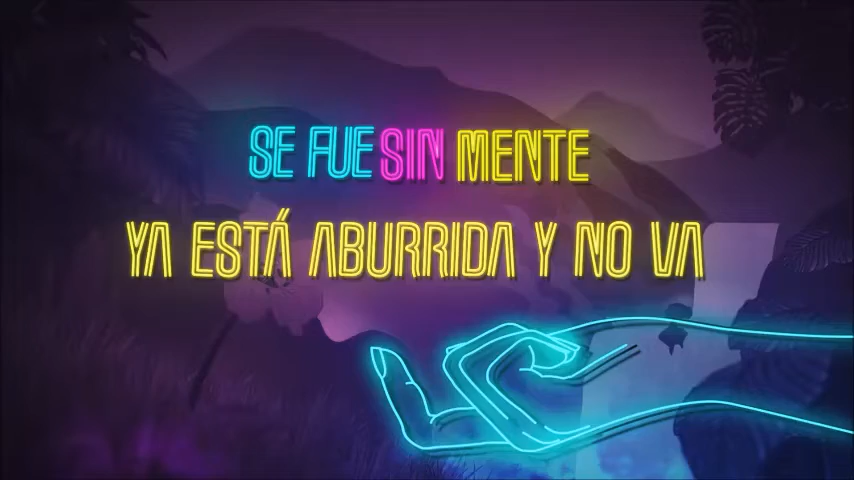 SE FUE SIN MENTE
YA ESTÁ ABURRIDA Y NO VA